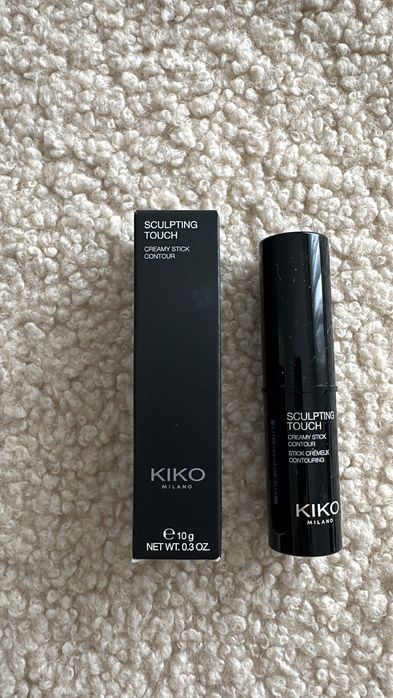 SCULPTING
TOUCH
CREAMY STICK
CONTOUR
KIKO
MILANO
℮ 10 g
NET WT. 0.3 OZ.
SCULPTING
TOUCH
CREAMY STICK
CONTOUR
STICK CRÉMEUX
CONTOURING
KIKO
MILANO